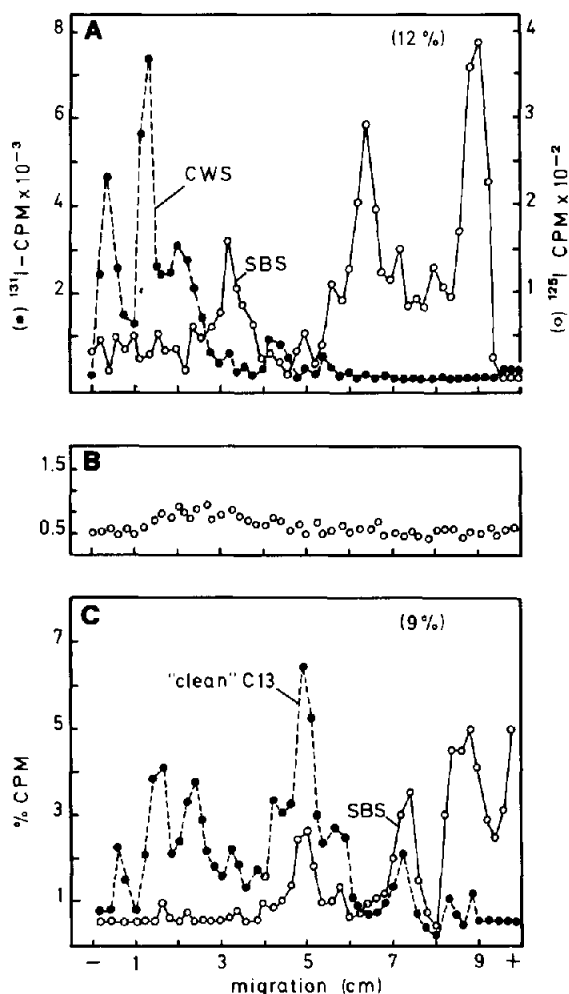 A
(12 %)
8
6
4
2
4
3
2
1
(•) ¹³¹I–CPM x 10⁻³
(o) ¹²⁵I CPM x 10⁻²
CWS
SBS
B
1.5
0.5
C
(9%)
7
5
3
1
% CPM
"clean" C13
SBS
− 1 3 5 7 9 +
migration (cm)